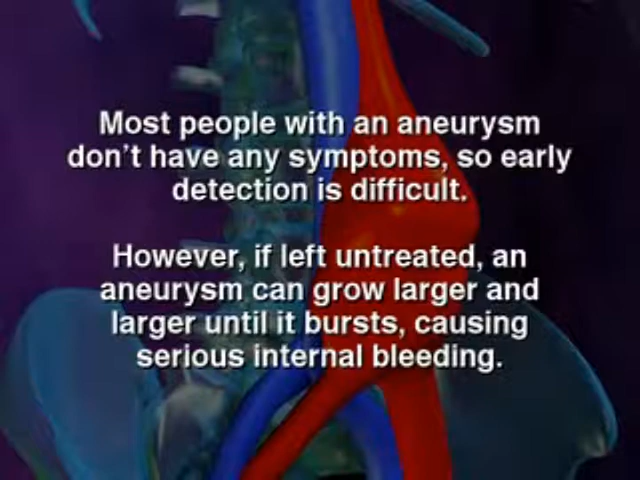 Most people with an aneurysm
don't have any symptoms, so early
detection is difficult.
However, if left untreated, an
aneurysm can grow larger and
larger until it bursts, causing
serious internal bleeding.